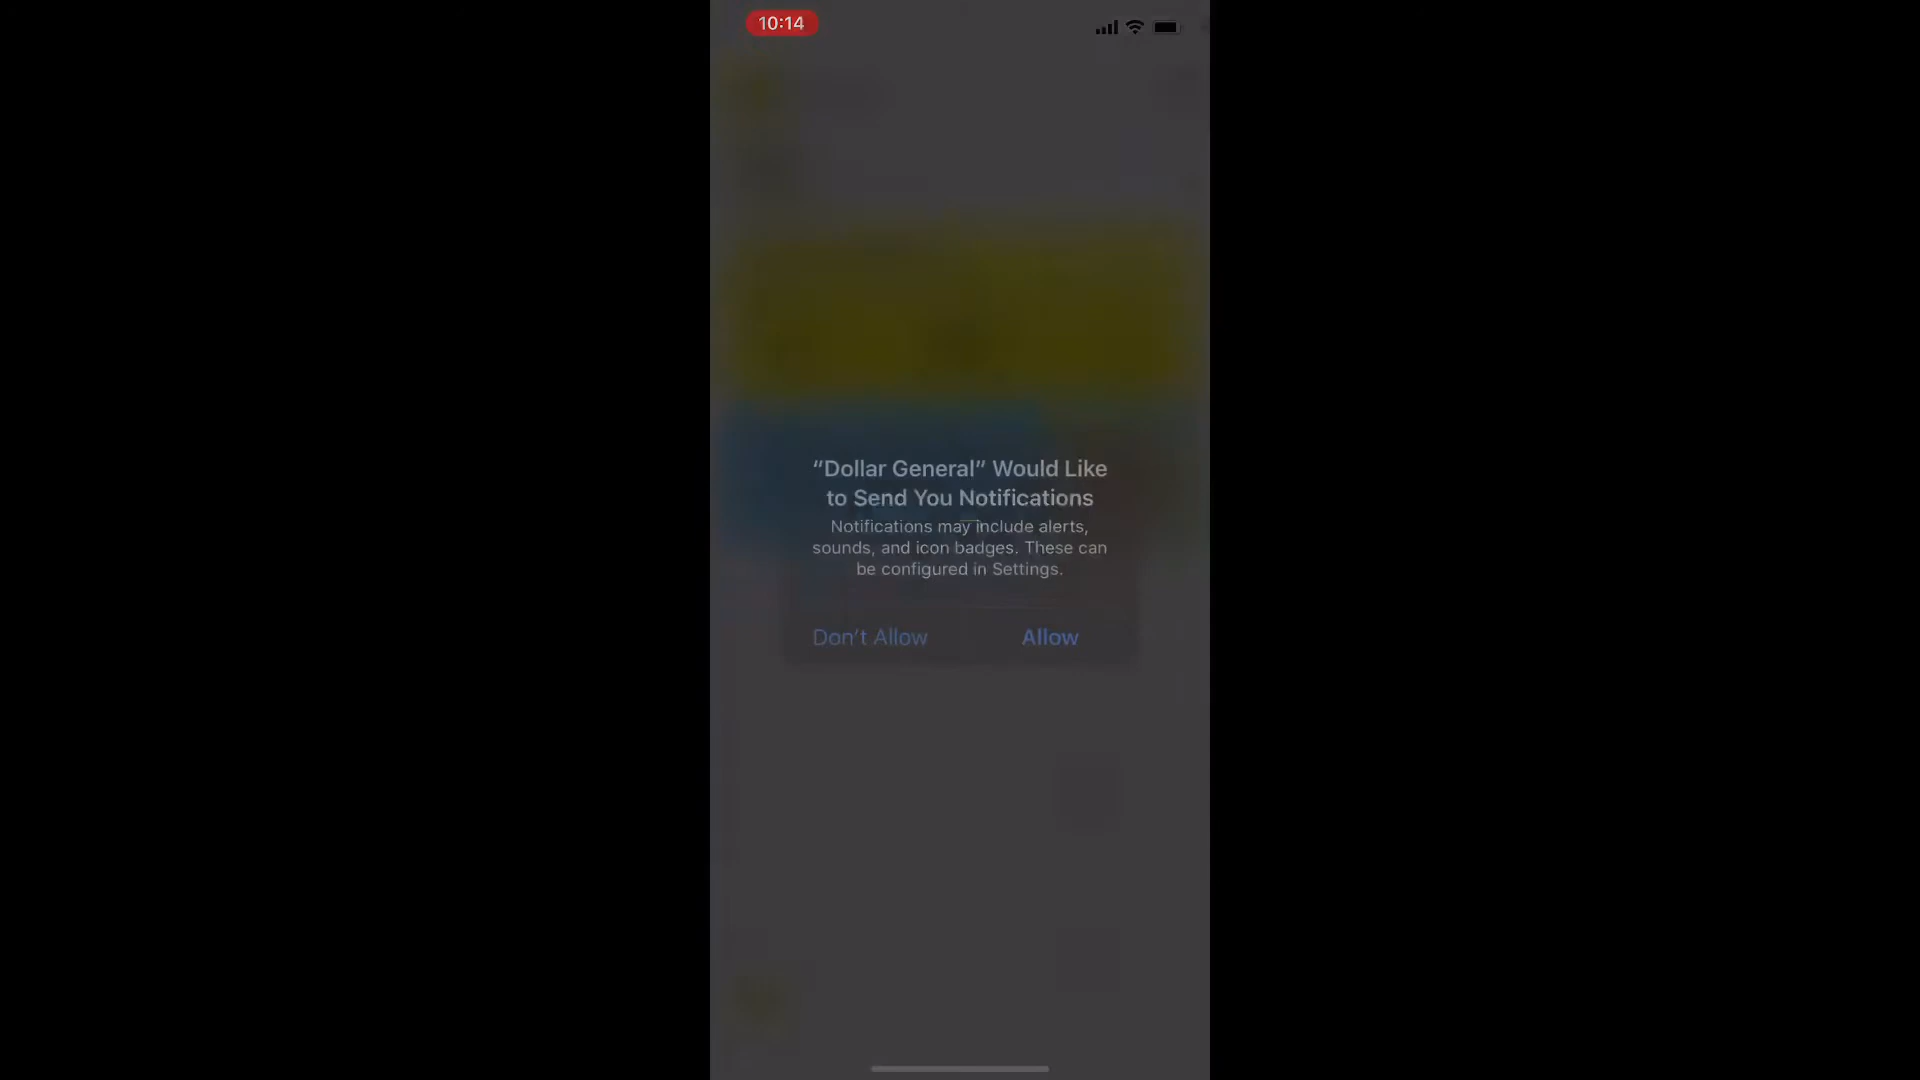 10:14
“Dollar General” Would Like
to Send You Notifications
Notifications may include alerts,
sounds, and icon badges. These can
be configured in Settings.
Don’t Allow Allow